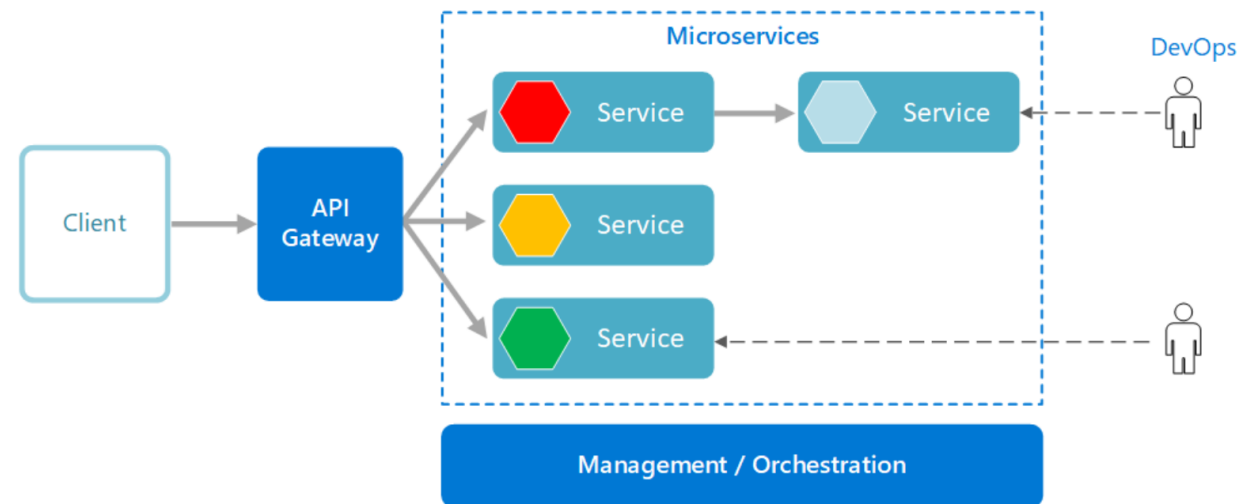 Microservices
DevOps
Service
Service
Client
API
Gateway
Service
Service
Management / Orchestration